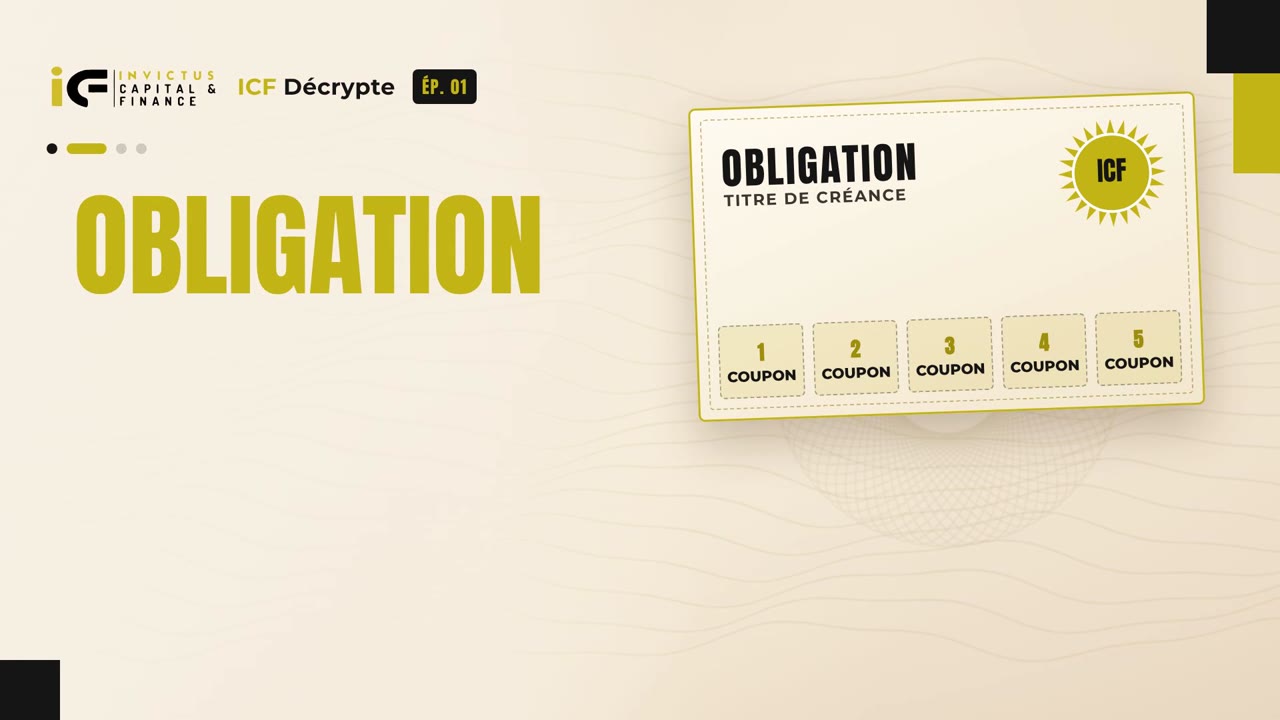 iCF
INVICTUS
CAPITAL &
FINANCE
ICF Décrypte
ÉP. 01
OBLIGATION
OBLIGATION
TITRE DE CRÉANCE
ICF
1
COUPON
2
COUPON
3
COUPON
4
COUPON
5
COUPON